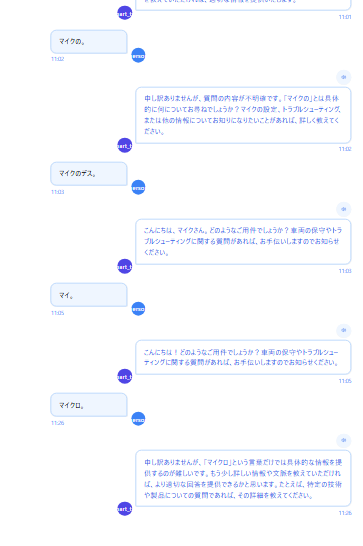 11:01
マイクの。
11:02
申し訳ありませんが、質問の内容が不明確です。「マイクの」とは具体
的に何についてお尋ねでしょうか？マイクの設定、トラブルシューティング、
または他の情報についてお知りになりたいことがあれば、詳しく教えてく
ださい。
11:02
マイクのデス。
11:03
こんにちは、マイクさん。どのようなご用件でしょうか？車両の保守やトラ
ブルシューティングに関する質問があれば、お手伝いしますのでお知らせ
ください。
11:03
マイ。
11:05
こんにちは！どのようなご用件でしょうか？車両の保守やトラブルシュー
ティングに関する質問があれば、お手伝いしますのでお知らせください。
11:05
マイクロ。
11:26
申し訳ありませんが、「マイクロ」という言葉だけでは具体的な情報を提
供するのが難しいです。もう少し詳しい情報や文脈を教えていただけれ
ば、より適切な回答を提供できるかと思います。たとえば、特定の技術
や製品についての質問であれば、その詳細を教えてください。
11:26